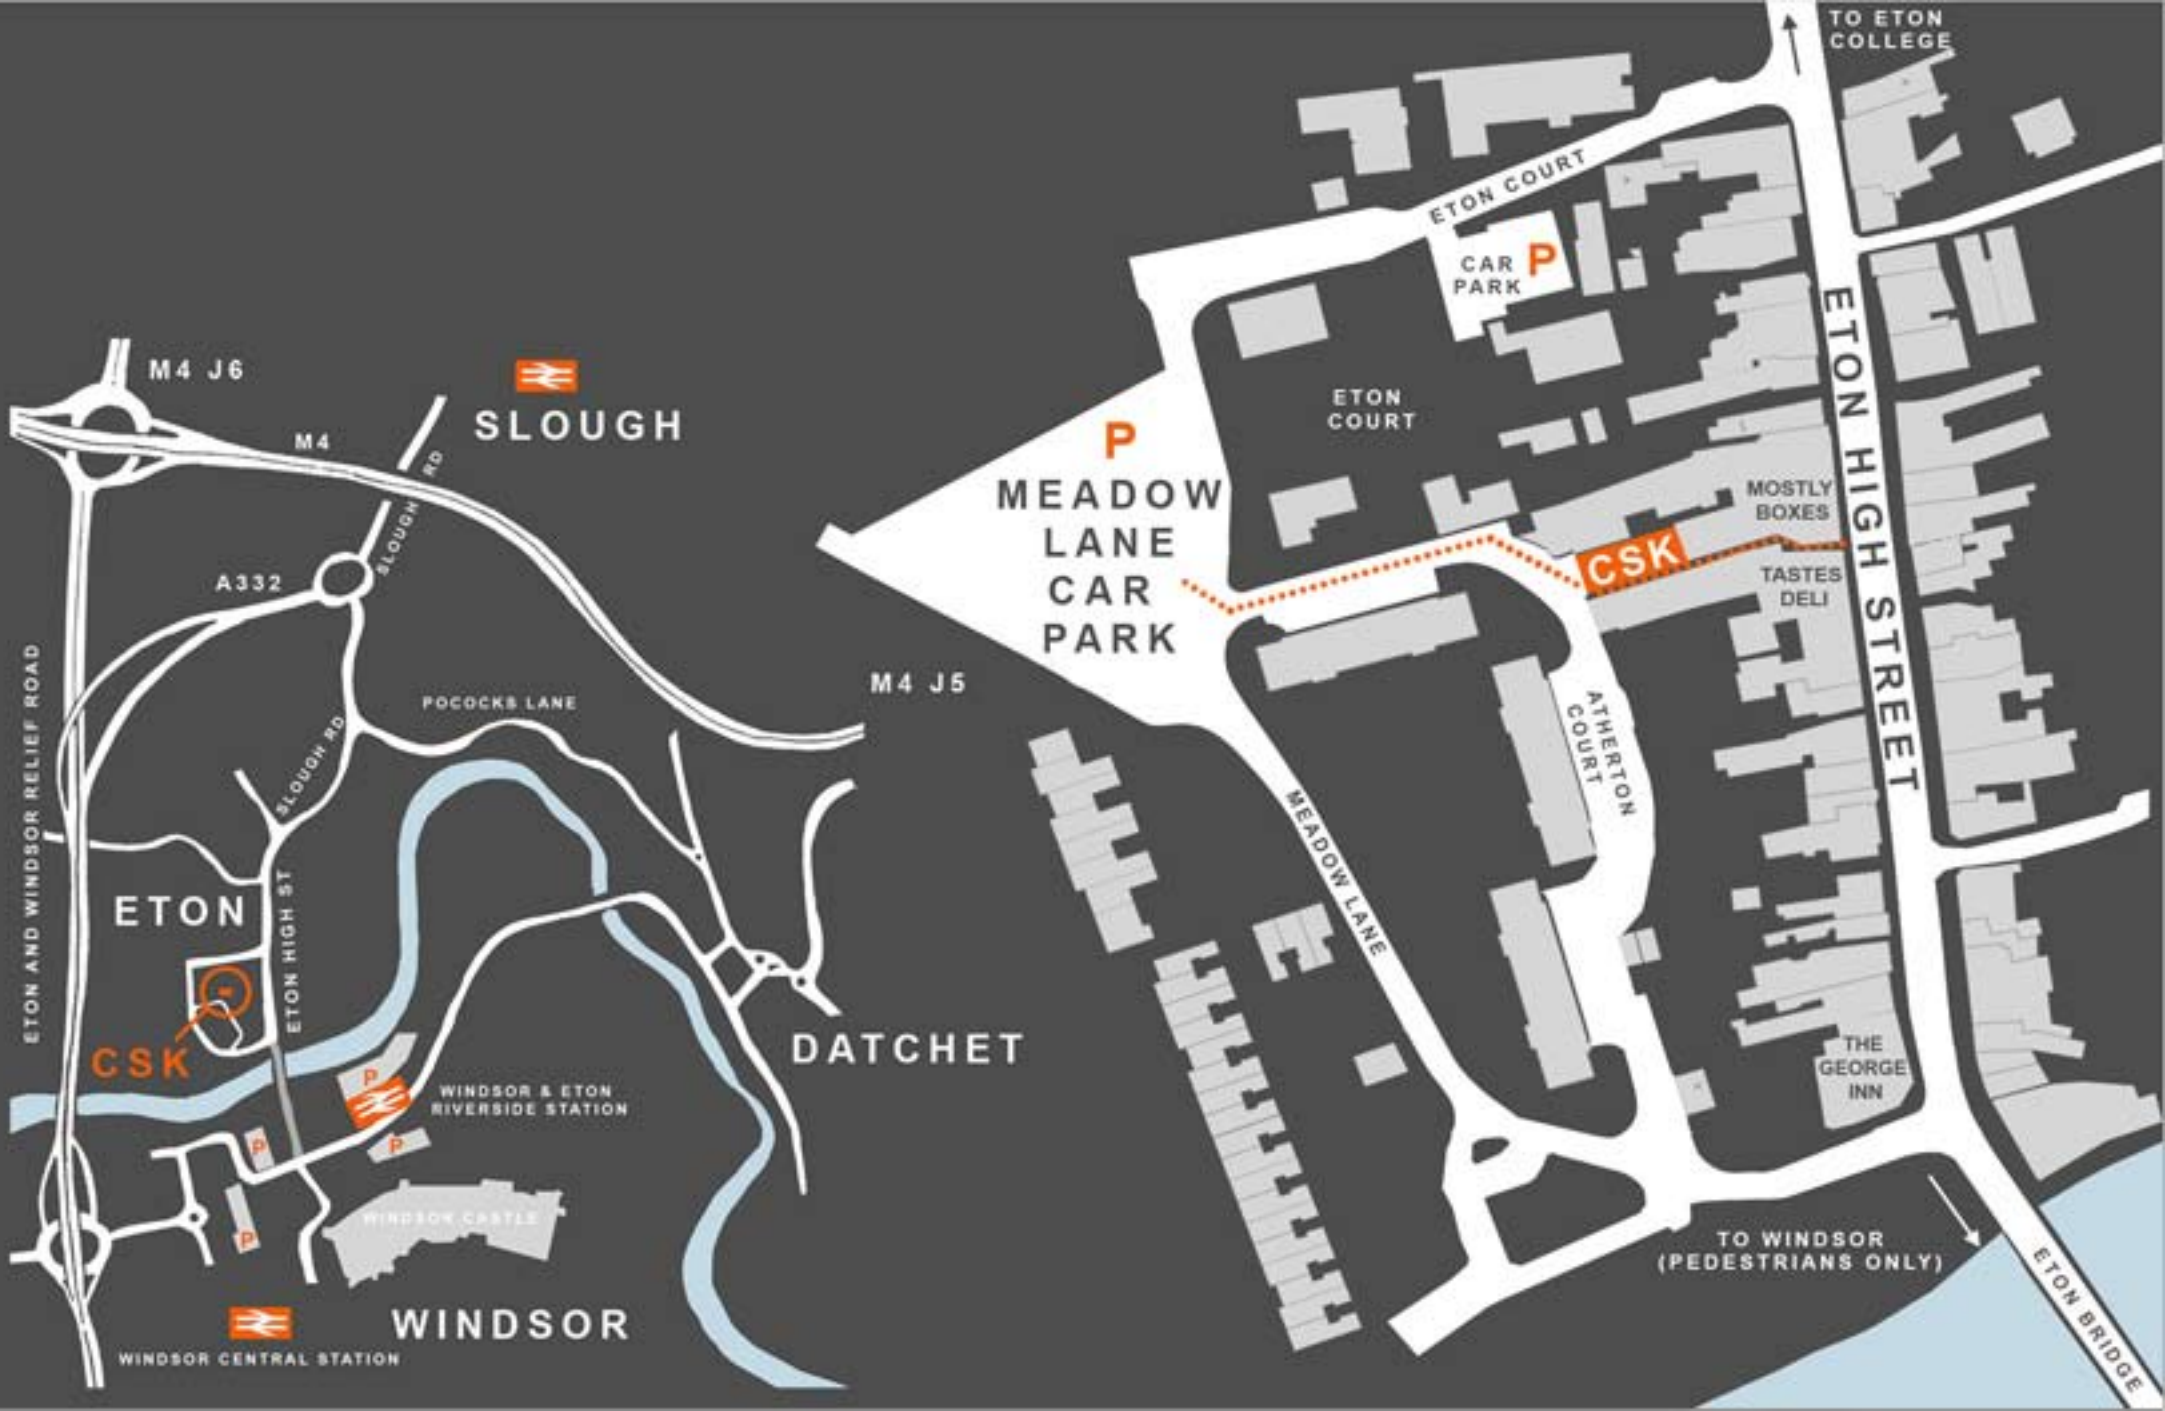 M4 J6
M4
SLOUGH
SLOUGH RD
A332
M4 J5
POCOCKS LANE
SLOUGH RD
ETON AND WINDSOR RELIEF ROAD
ETON
ETON HIGH ST
CSK
DATCHET
P
WINDSOR & ETON
RIVERSIDE STATION
P
P
P
WINDSOR CASTLE
WINDSOR
WINDSOR CENTRAL STATION
TO ETON
COLLEGE
ETON COURT
CAR
PARK
P
ETON
COURT
P
MEADOW
LANE
CAR
PARK
ETON HIGH STREET
MOSTLY
BOXES
CSK
TASTES
DELI
ATHERTON
COURT
MEADOW LANE
THE
GEORGE
INN
TO WINDSOR
(PEDESTRIANS ONLY)
ETON BRIDGE